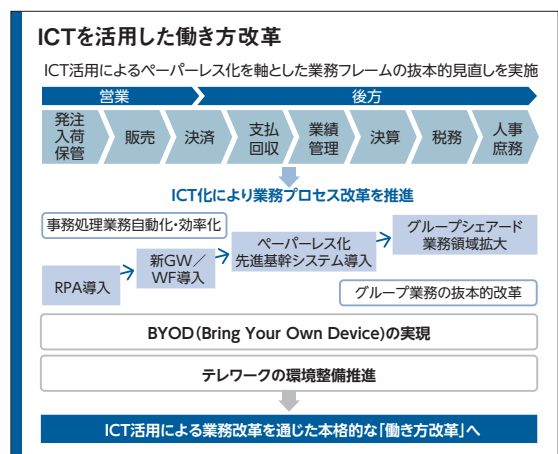 ICTを活用した働き方改革
ICT活用によるペーパーレス化を軸とした業務フレームの抜本的見直しを実施
営業
後方
発注
入荷
保管
販売
決済
支払
回収
業績
管理
決算
税務
人事
庶務
ICT化により業務プロセス改革を推進
事務処理業務自動化・効率化
RPA導入
新GW／
WF導入
ペーパーレス化
先進基幹システム導入
グループシェアード
業務領域拡大
グループ業務の抜本的改革
BYOD（Bring Your Own Device）の実現
テレワークの環境整備推進
ICT活用による業務改革を通じた本格的な「働き方改革」へ